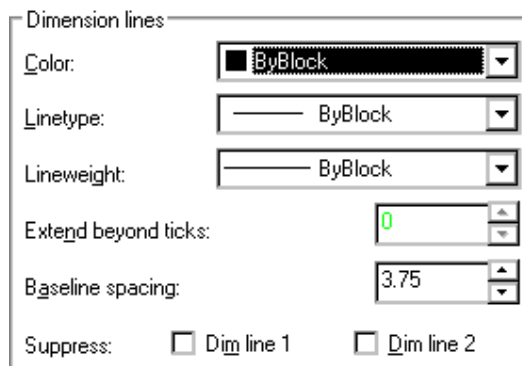 Dimension lines
Color: ByBlock
Linetype: ByBlock
Lineweight: ByBlock
Extend beyond ticks: 0
Baseline spacing: 3.75
Suppress: Dim line 1 Dim line 2